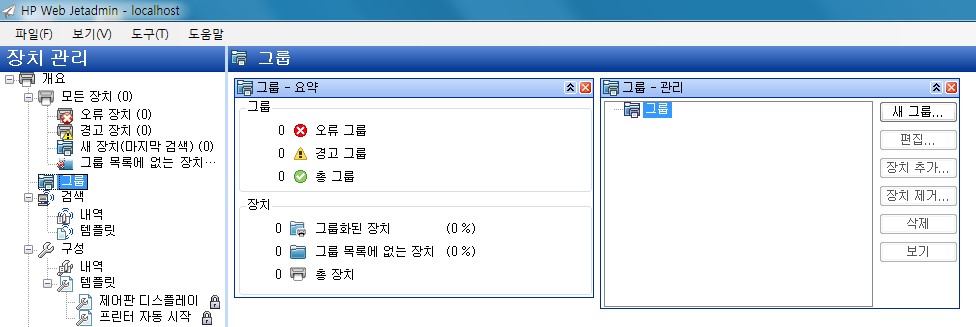 HP Web Jetadmin - localhost
파일(F) 보기(V) 도구(T) 도움말
장치 관리
개요
모든 장치 (0)
오류 장치 (0)
경고 장치 (0)
새 장치(마지막 검색) (0)
그룹 목록에 없는 장치...
그룹
검색
내역
템플릿
구성
내역
템플릿
제어판 디스플레이
프린터 자동 시작
그룹
그룹 - 요약
그룹
0 오류 그룹
0 경고 그룹
0 총 그룹
장치
0 그룹화된 장치 (0 %)
0 그룹 목록에 없는 장치 (0 %)
0 총 장치
그룹 - 관리
그룹
새 그룹...
편집...
장치 추가...
장치 제거...
삭제
보기